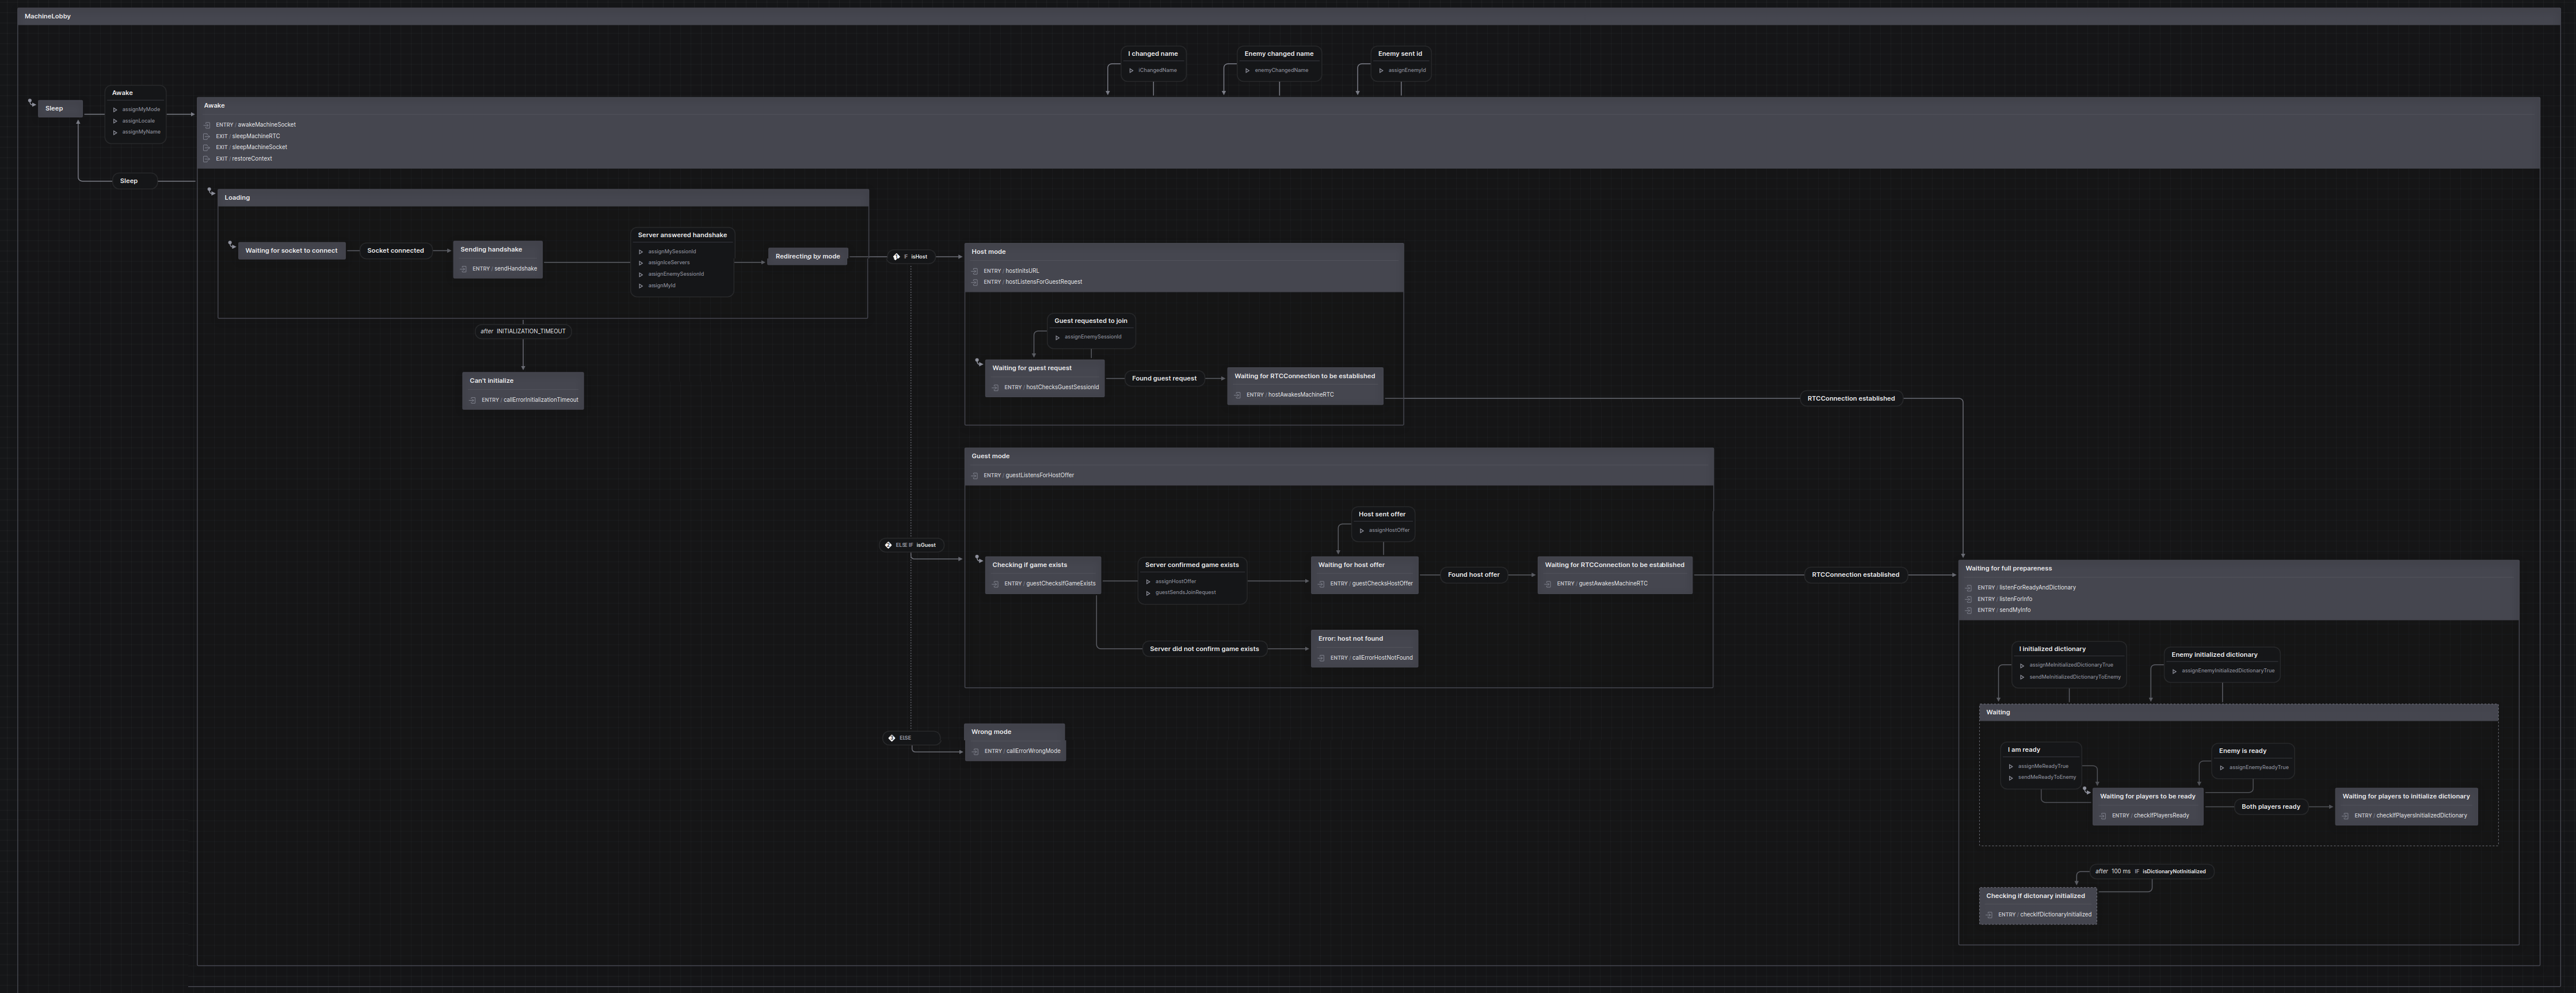 MachineLobby
I changed name
iChangedName
Enemy changed name
enemyChangedName
Enemy sent id
assignEnemyId
Sleep
Awake
assignMyMode
assignLocale
assignMyName
Sleep
Awake
ENTRY / awakeMachineSocket
EXIT / sleepMachineRTC
EXIT / sleepMachineSocket
EXIT / restoreContext
Loading
Waiting for socket to connect
Socket connected
Sending handshake
ENTRY / sendHandshake
Server answered handshake
assignMySessionId
assignIceServers
assignEnemySessionId
assignMyId
Redirecting by mode
IF isHost
after INITIALIZATION_TIMEOUT
Can't initialize
ENTRY / callErrorInitializationTimeout
Host mode
ENTRY / hostInitsURL
ENTRY / hostListensForGuestRequest
Guest requested to join
assignEnemySessionId
Waiting for guest request
ENTRY / hostChecksGuestSessionId
Found guest request
Waiting for RTCConnection to be established
ENTRY / hostAwakesMachineRTC
RTCConnection established
Guest mode
ENTRY / guestListensForHostOffer
ELSE IF isGuest
Checking if game exists
ENTRY / guestChecksIfGameExists
Server confirmed game exists
assignHostOffer
guestSendsJoinRequest
Host sent offer
assignHostOffer
Waiting for host offer
ENTRY / guestChecksHostOffer
Found host offer
Waiting for RTCConnection to be established
ENTRY / guestAwakesMachineRTC
RTCConnection established
Server did not confirm game exists
Error: host not found
ENTRY / callErrorHostNotFound
ELSE
Wrong mode
ENTRY / callErrorWrongMode
Waiting for full prepareness
ENTRY / listenForReadyAndDictionary
ENTRY / listenForInfo
ENTRY / sendMyInfo
I initialized dictionary
assignMeInitializedDictionaryTrue
sendMeInitializedDictionaryToEnemy
Enemy initialized dictionary
assignEnemyInitializedDictionaryTrue
Waiting
I am ready
assignMeReadyTrue
sendMeReadyToEnemy
Enemy is ready
assignEnemyReadyTrue
Waiting for players to be ready
ENTRY / checkIfPlayersReady
Both players ready
Waiting for players to initialize dictionary
ENTRY / checkIfPlayersInitializedDictionary
after 100 ms IF isDictionaryNotInitialized
Checking if dictonary initialized
ENTRY / checkIfDictionaryInitialized